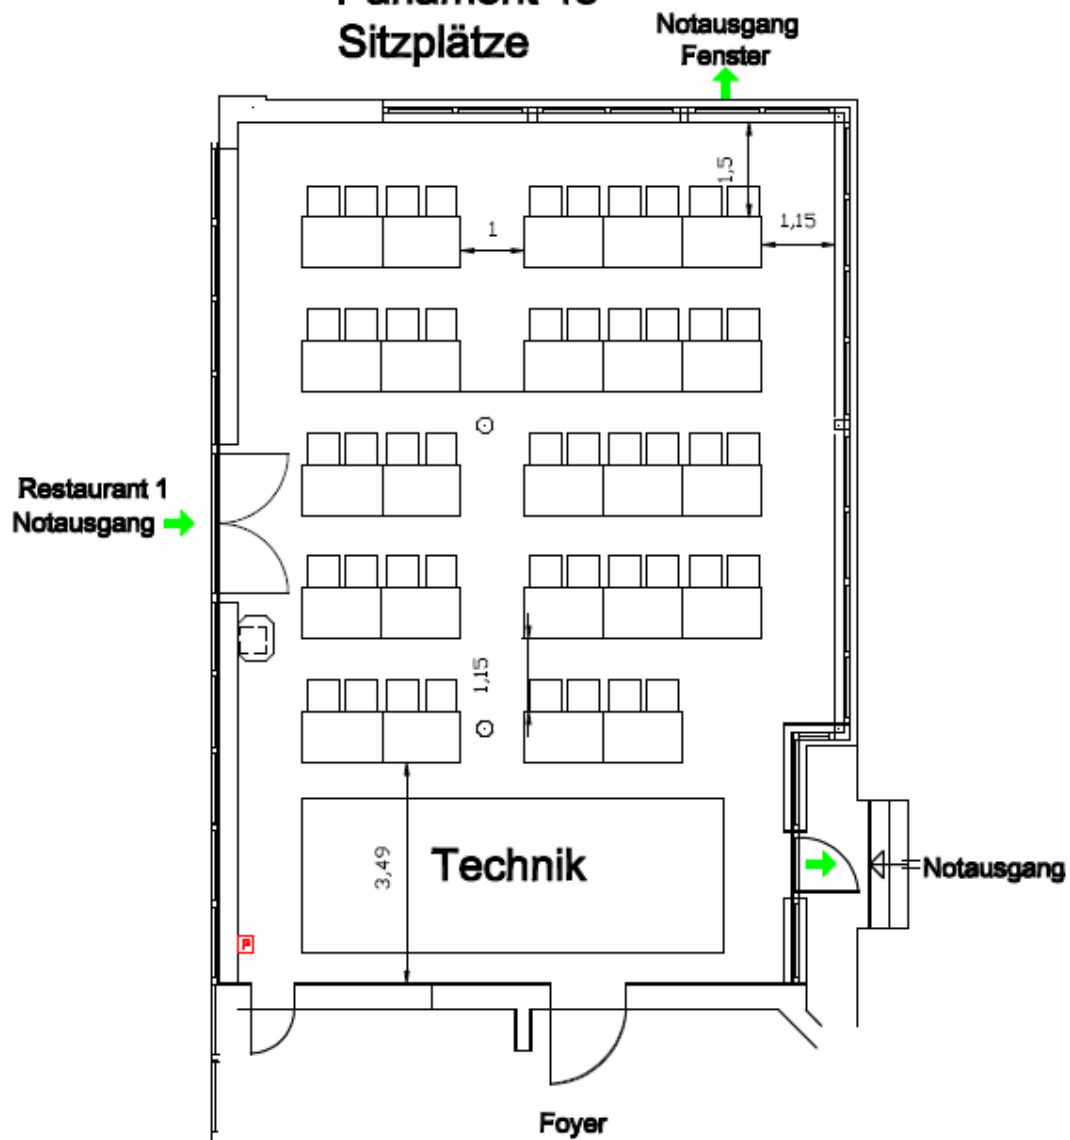 Sitzplätze
Notausgang
Fenster
1,5
1,15
1
Restaurant 1
Notausgang
1,15
3,49
Technik
Notausgang
F
Foyer